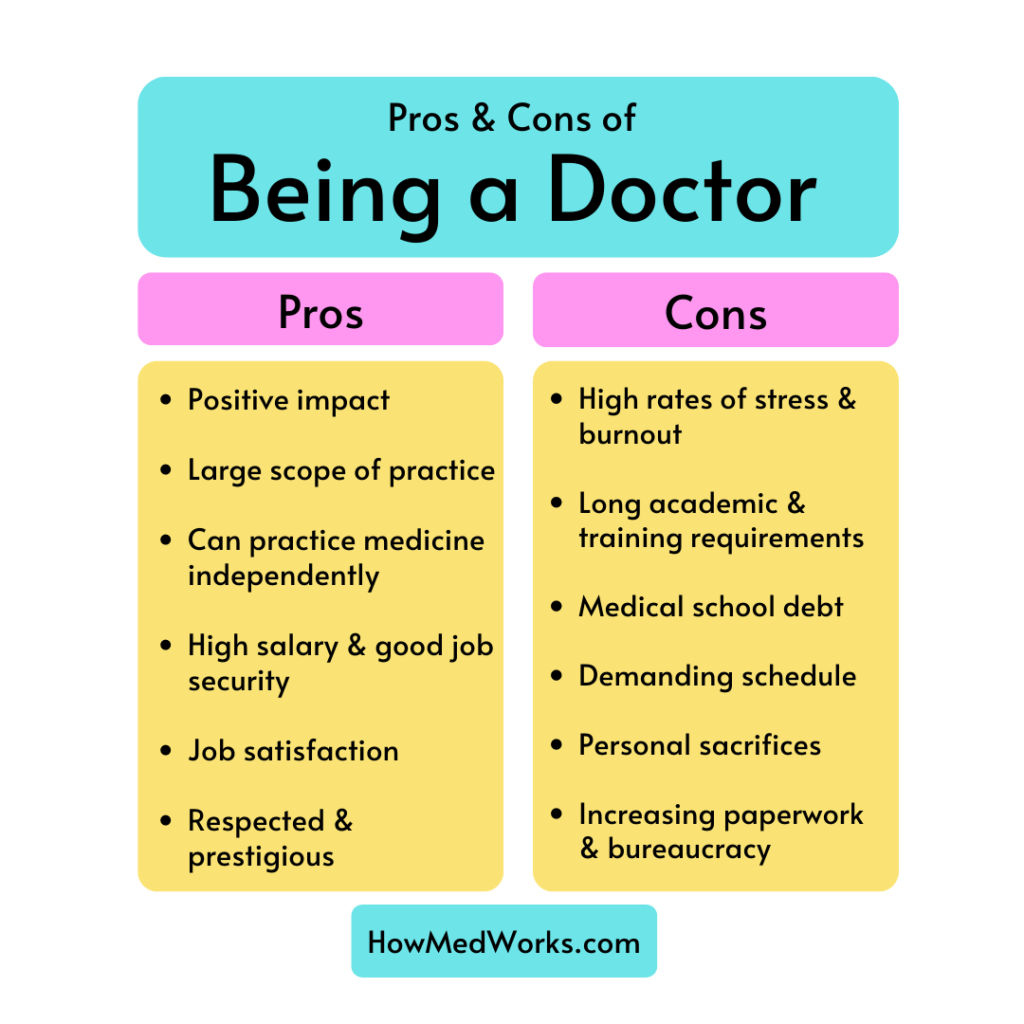 Pros & Cons of
Being a Doctor
Pros
• Positive impact
• Large scope of practice
• Can practice medicine
independently
• High salary & good job
security
• Job satisfaction
• Respected &
prestigious
Cons
• High rates of stress &
burnout
• Long academic &
training requirements
• Medical school debt
• Demanding schedule
• Personal sacrifices
• Increasing paperwork
& bureaucracy
HowMedWorks.com